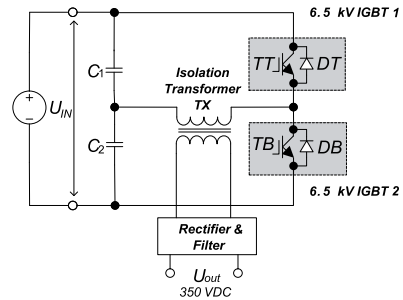 6.5 kV IGBT 1
C1
Isolation
Transformer
TX
TT
DT
+
−
UIN
C2
TB
DB
6.5 kV IGBT 2
Rectifier &
Filter
Uout
350 VDC